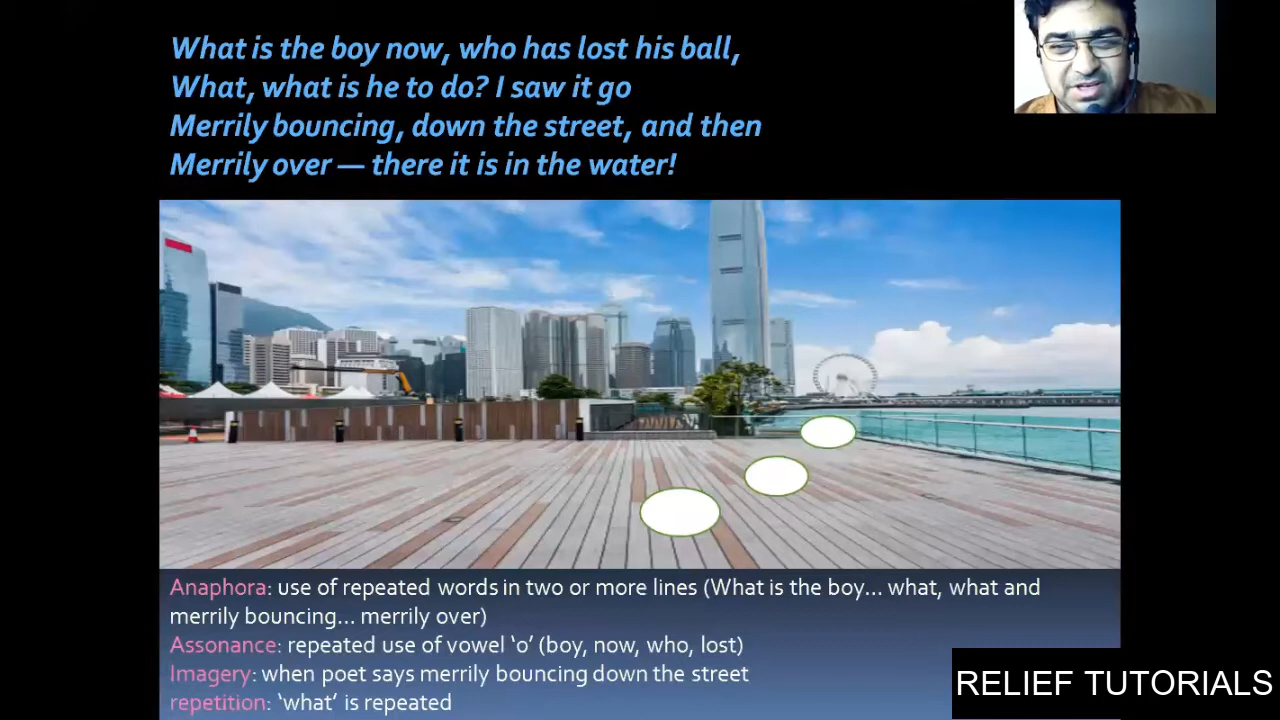 What is the boy now, who has lost his ball,
What, what is he to do? I saw it go
Merrily bouncing, down the street, and then
Merrily over — there it is in the water!
Anaphora: use of repeated words in two or more lines (What is the boy... what, what and
merrily bouncing... merrily over)
Assonance: repeated use of vowel ‘o’ (boy, now, who, lost)
Imagery: when poet says merrily bouncing down the street
repetition: ‘what’ is repeated
RELIEF TUTORIALS